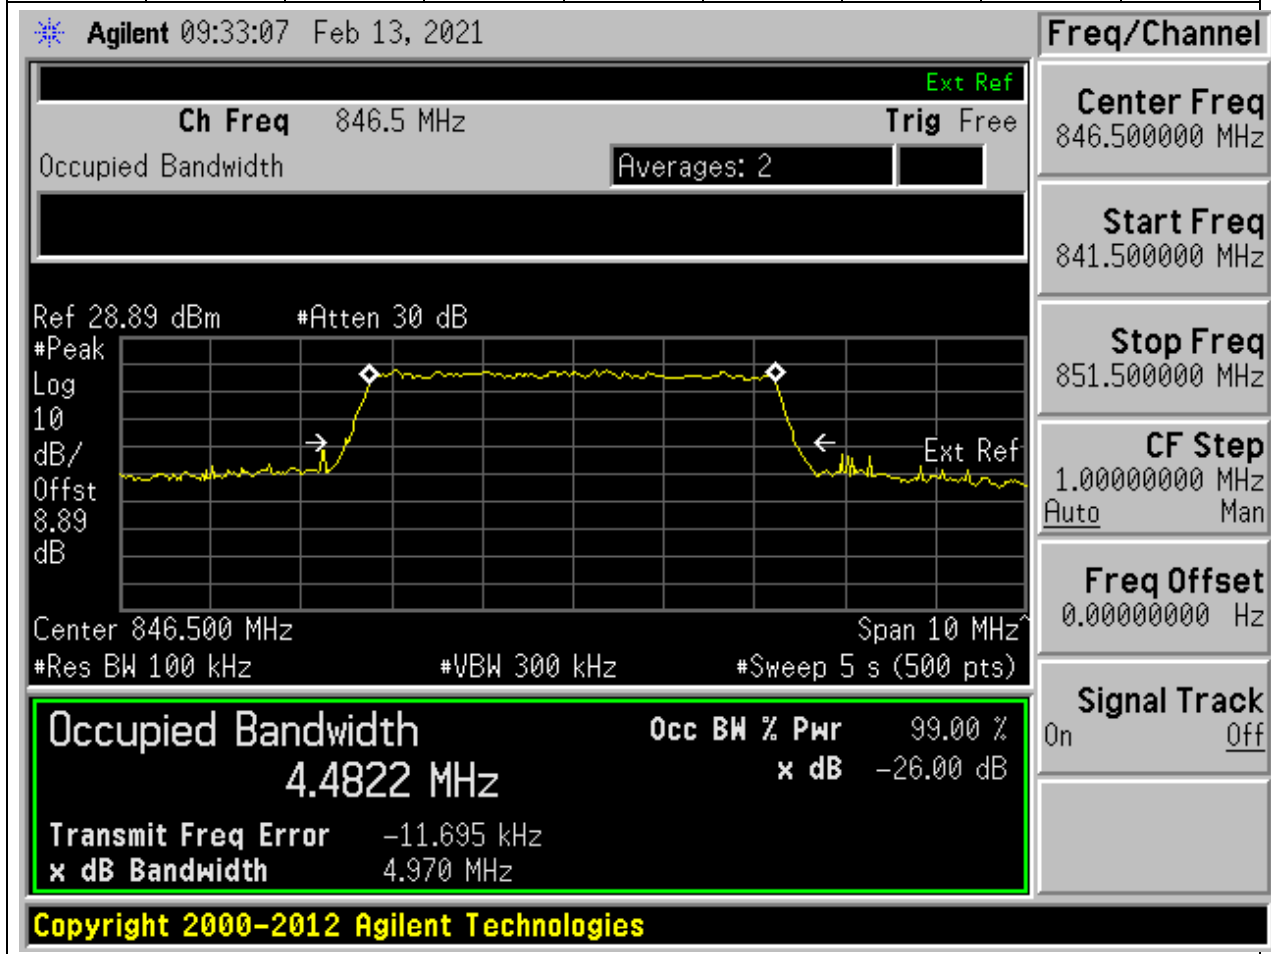 Agilent 09:33:07 Feb 13, 2021
Freq/Channel
Ext Ref
Ch Freq 846.5 MHz Trig Free
Occupied Bandwidth Averages: 2
Ref 28.89 dBm #Atten 30 dB
#Peak
Log
10
dB/
Offst
8.89
dB
Ext Ref
Center 846.500 MHz Span 10 MHz^
#Res BW 100 kHz #VBW 300 kHz #Sweep 5 s (500 pts)
Occupied Bandwidth Occ BW % Pwr 99.00 %
4.4822 MHz x dB -26.00 dB
Transmit Freq Error -11.695 kHz
x dB Bandwidth 4.970 MHz
Copyright 2000-2012 Agilent Technologies
Center Freq
846.500000 MHz
Start Freq
841.500000 MHz
Stop Freq
851.500000 MHz
CF Step
1.00000000 MHz
Auto Man
Freq Offset
0.00000000 Hz
Signal Track
On Off